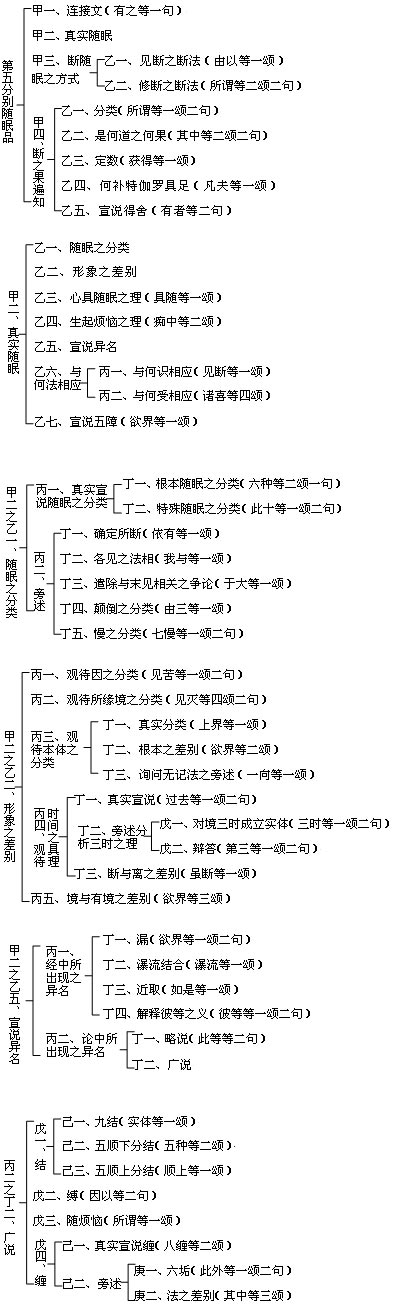 第五分别随眠品
甲一、连接文(有之等一句)
甲二、真实随眠
甲三、断随眠之方式
乙一、见断之断法(由以等一颂)
乙二、修断之断法(所谓等二颂二句)
甲四、断之果遍知
乙一、分类(所谓等一颂二句)
乙二、是何道之何果(其中等二颂二句)
乙三、定数(获得等一颂)
乙四、何补特伽罗具足(凡夫等一颂)
乙五、宣说得舍(有者等二句)
甲二、真实随眠
乙一、随眠之分类
乙二、形象之差别
乙三、心具随眠之理(具随等一颂)
乙四、生起烦恼之理(痴中等二颂)
乙五、宣说异名
乙六、与何法相应
丙一、与何识相应(见断等一颂)
丙二、与何受相应(诸喜等四颂)
乙七、宣说五障(欲界等一颂)
甲二之乙一、随眠之分类
丙一、真实宣说随眠之分类
丁一、根本随眠之分类(六种等二颂一句)
丁二、特殊随眠之分类(此十等一颂二句)
丙二、旁述
丁一、确定所断(依有等一颂)
丁二、各见之法相(我与等一颂)
丁三、遣除与末见相关之争论(于大等一颂)
丁四、颠倒之分类(由三等一颂)
丁五、慢之分类(七慢等一颂二句)
甲二之乙二、形象之差别
丙一、观待因之分类(见苦等一颂二句)
丙二、观待所缘境之分类(见灭等四颂二句)
丙三、观待本体之分类
丁一、真实分类(上界等一颂)
丁二、根本之差别(欲界等二颂)
丁三、询问无记法之旁述(一向等一颂)
丙四、观待时间之具理
丁一、真实宣说(过去等一颂二句)
丁二、旁述分析三时之理
戊一、对境三时成立实体(三时等一颂二句)
戊二、辩答(第三等一颂二句)
丁三、断与离之差别(虽断等一颂)
丙五、境与有境之差别(欲界等三颂)
甲二之乙五、宣说异名
丙一、经中所出现之异名
丁一、漏(欲界等一颂二句)
丁二、瀑流结合(瀑流等一颂)
丁三、近取(如是等一颂)
丁四、解释彼等之义(彼等等一颂二句)
丙二、论中所出现之异名
丁一、略说(此等等二句)
丁二、广说
丙二之丁二、广说
戊一、结
己一、九结(实体等一颂)
己二、五顺下分结(五种等二颂)
己三、五顺上分结(顺上等一颂)
戊二、缚(因以等二句)
戊三、随烦恼(所谓等一颂)
戊四、缠
己一、真实宣说缠(八缠等二颂)
己二、旁述
庚一、六垢(此外等一颂二句)
庚二、法之差别(其中等三颂)